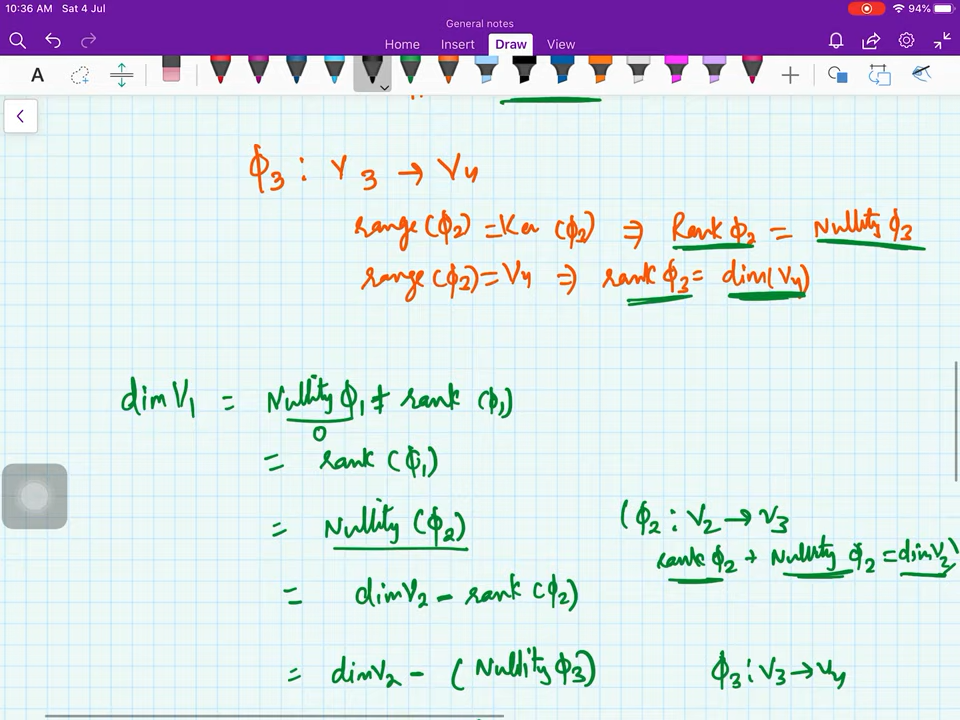 10:36 AM Sat 4 Jul 94%
General notes
Home Insert Draw View
A
ϕ3 : V3 → V4
range(ϕ2) = Ker (ϕ2) ⇒ Rank ϕ2 = Nullity ϕ3
range(ϕ2) = V4 ⇒ rank ϕ3 = dim(V4)
dim V1 = Nullity ϕ1 + rank (ϕ1)
0
= rank (ϕ1)
= Nullity (ϕ2) (ϕ2 : V2 → V3
rank ϕ2 + Nullity ϕ2 = dim V2)
= dim V2 - rank (ϕ2)
= dim V2 - (Nullity ϕ3) ϕ3 : V3 → V4